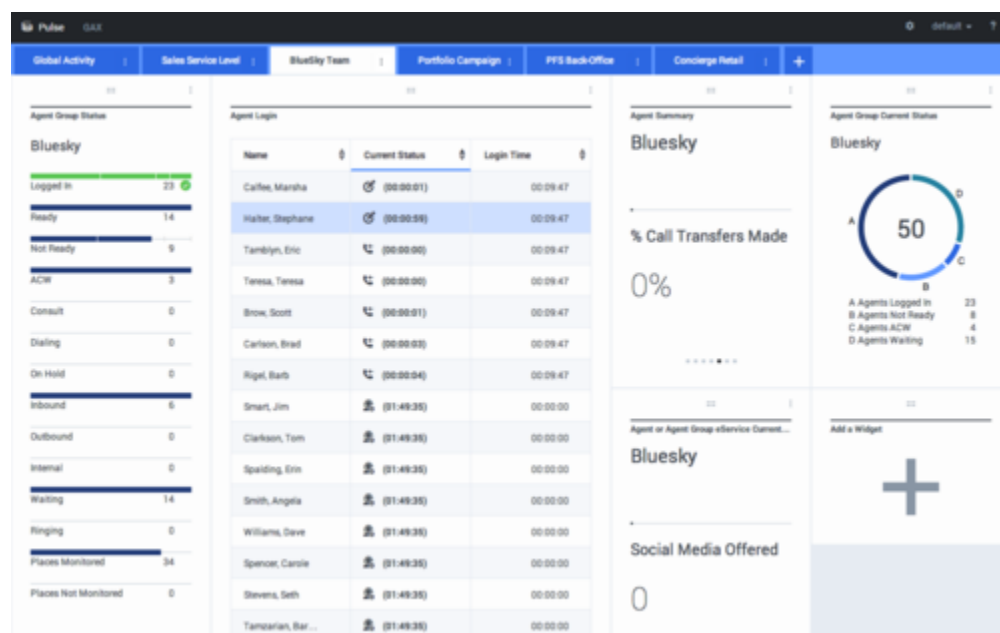 Pulse GAX default ?
Global Activity Sales Service Level BlueSky Team Portfolio Campaign PFS Back-Office Concierge Retail +
Agent Group Status
Bluesky
Logged In 23
Ready 14
Not Ready 9
ACW 3
Consult 0
Dialing 0
On Hold 0
Inbound 6
Outbound 0
Internal 0
Waiting 14
Ringing 0
Places Monitored 34
Places Not Monitored 0
Agent Login
Name Current Status Login Time
Calfee, Marsha (00:00:01) 00:09:47
Halter, Stephane (00:00:59) 00:09:47
Tamblyn, Eric (00:00:00) 00:09:47
Teresa, Teresa (00:00:00) 00:09:47
Brow, Scott (00:00:01) 00:09:47
Carlson, Brad (00:00:03) 00:09:47
Rigel, Barb (00:00:04) 00:09:47
Smart, Jim (01:49:35) 00:00:00
Clarkson, Tom (01:49:35) 00:00:00
Spalding, Erin (01:49:35) 00:00:00
Smith, Angela (01:49:35) 00:00:00
Williams, Dave (01:49:35) 00:00:00
Spencer, Carole (01:49:35) 00:00:00
Stevens, Seth (01:49:35) 00:00:00
Tamzarian, Bar... (01:49:35) 00:00:00
Agent Summary
Bluesky
% Call Transfers Made
0%
Agent Group Current Status
Bluesky
50
A
B
C
D
A Agents Logged In 23
B Agents Not Ready 8
C Agents ACW 4
D Agents Waiting 15
Agent or Agent Group eService Current...
Bluesky
Social Media Offered
0
Add a Widget